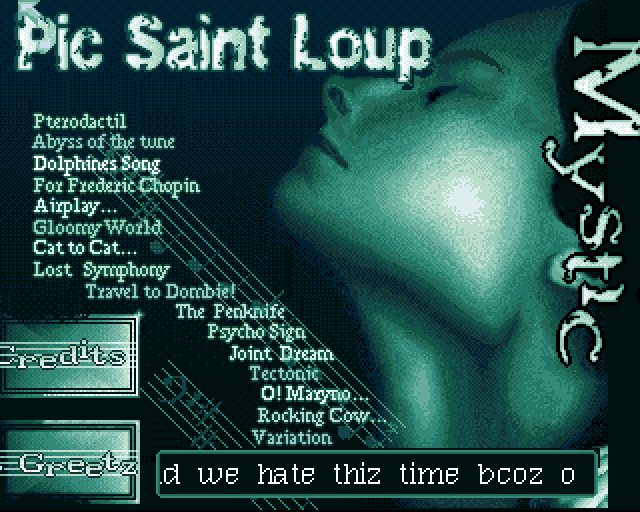 Pic Saint Loup
Mystic
Pterodactil
Abyss of the tune
Dolphines Song
For Frederic Chopin
Airplay...
Gloomy World
Cat to Cat...
Lost Symphony
Travel to Dombie!
The Penknife
Psycho Sign
Joint Dream
Tectonic
O! Maryno...
Rocking Cow...
Variation
Credits
Greetz
d we hate thiz time bcoz o